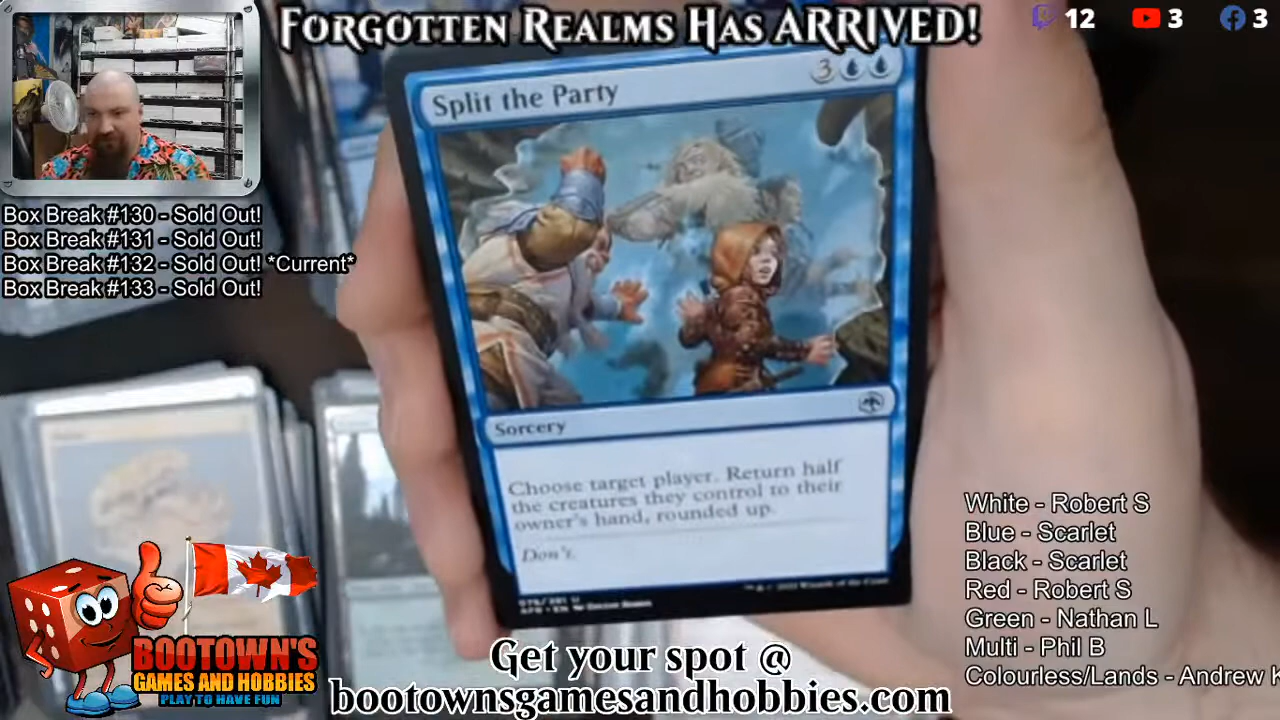 FORGOTTEN REALMS HAS ARRIVED!
12 3 3
Split the Party
3
Box Break #130 - Sold Out!
Box Break #131 - Sold Out!
Box Break #132 - Sold Out! *Current*
Box Break #133 - Sold Out!
Sorcery
Choose target player. Return half
the creatures they control to their
owner's hand, rounded up.
Don't.
White - Robert S
Blue - Scarlet
Black - Scarlet
Red - Robert S
Green - Nathan L
Multi - Phil B
Colourless/Lands - Andrew K
BOOTOWN'S
GAMES AND HOBBIES
PLAY TO HAVE FUN
Get your spot @
bootownsgamesandhobbies.com